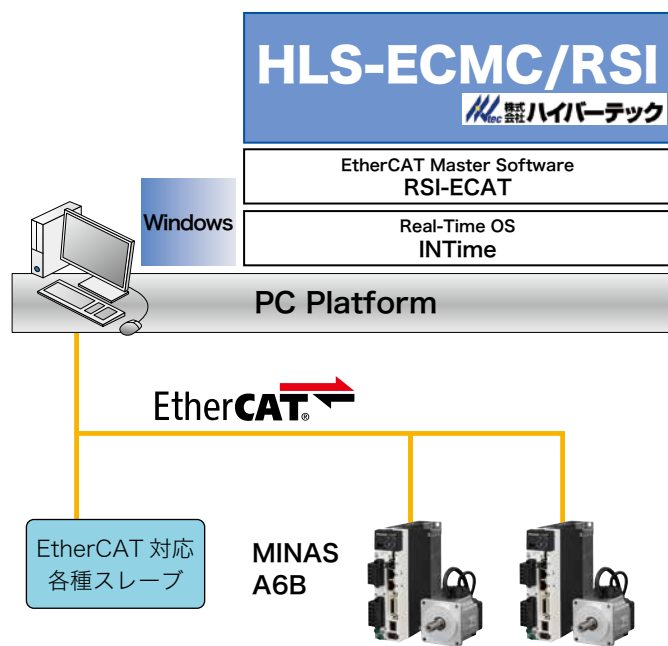 HLS-ECMC/RSI
Mtec 株式会社 ハイバーテック
EtherCAT Master Software
RSI-ECAT
Windows
Real-Time OS
INTime
PC Platform
EtherCAT®
EtherCAT 対応
各種スレーブ
MINAS
A6B